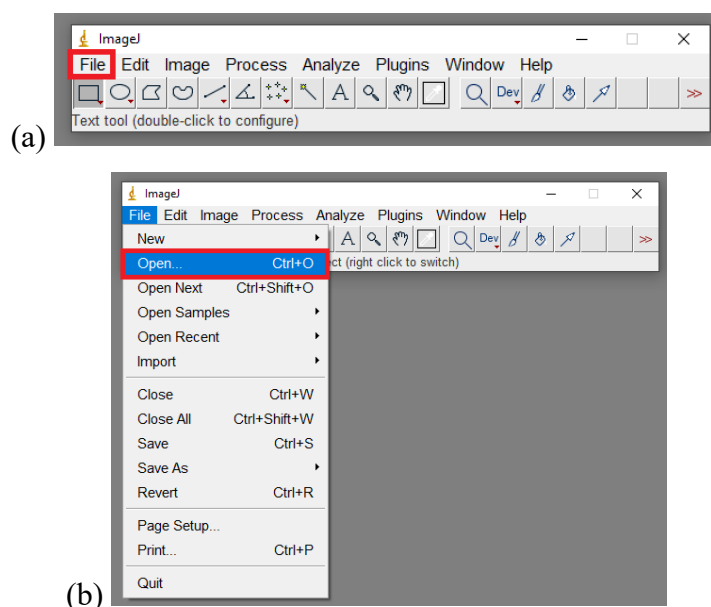 ImageJ
File Edit Image Process Analyze Plugins Window Help
A Dev >>
Text tool (double-click to configure)
(a)
ImageJ
File Edit Image Process Analyze Plugins Window Help
New
A Dev >>
Open... Ctrl+O
ect (right click to switch)
Open Next Ctrl+Shift+O
Open Samples
Open Recent
Import
Close Ctrl+W
Close All Ctrl+Shift+W
Save Ctrl+S
Save As
Revert Ctrl+R
Page Setup...
Print... Ctrl+P
Quit
(b)